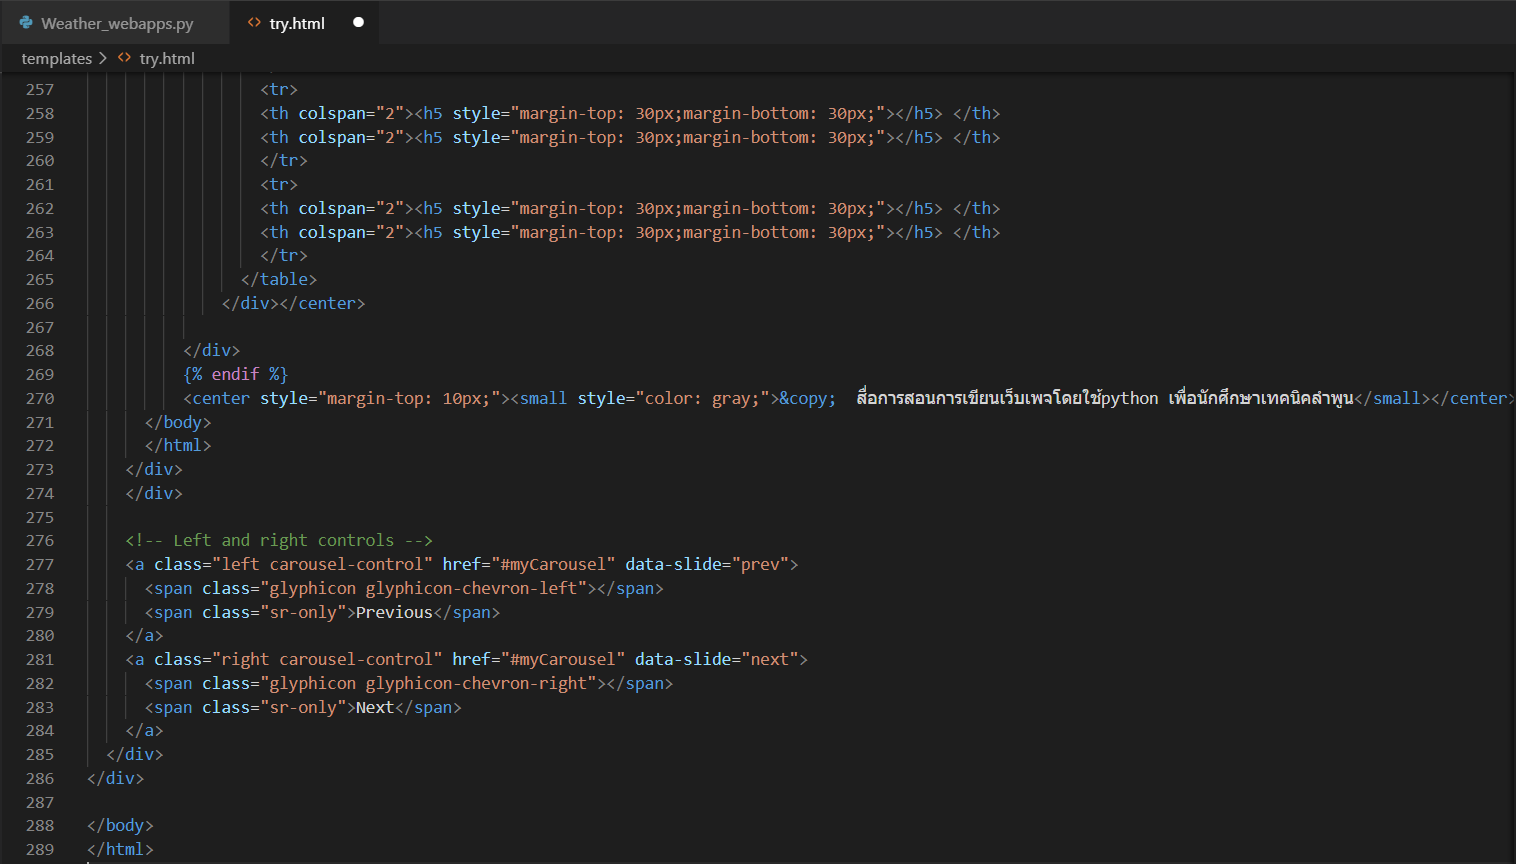 Weather_webapps.py
try.html
templates > try.html
257 <tr>
258 <th colspan="2"><h5 style="margin-top: 30px;margin-bottom: 30px;"></h5> </th>
259 <th colspan="2"><h5 style="margin-top: 30px;margin-bottom: 30px;"></h5> </th>
260 </tr>
261 <tr>
262 <th colspan="2"><h5 style="margin-top: 30px;margin-bottom: 30px;"></h5> </th>
263 <th colspan="2"><h5 style="margin-top: 30px;margin-bottom: 30px;"></h5> </th>
264 </tr>
265 </table>
266 </div></center>
267
268 </div>
269 {% endif %}
270 <center style="margin-top: 10px;"><small style="color: gray;">&copy; สื่อการสอนการเขียนเว็บเพจโดยใช้python เพื่อนักศึกษาเทคนิคลำพูน</small></center>
271 </body>
272 </html>
273 </div>
274 </div>
275
276 <!-- Left and right controls -->
277 <a class="left carousel-control" href="#myCarousel" data-slide="prev">
278 <span class="glyphicon glyphicon-chevron-left"></span>
279 <span class="sr-only">Previous</span>
280 </a>
281 <a class="right carousel-control" href="#myCarousel" data-slide="next">
282 <span class="glyphicon glyphicon-chevron-right"></span>
283 <span class="sr-only">Next</span>
284 </a>
285 </div>
286 </div>
287
288 </body>
289 </html>